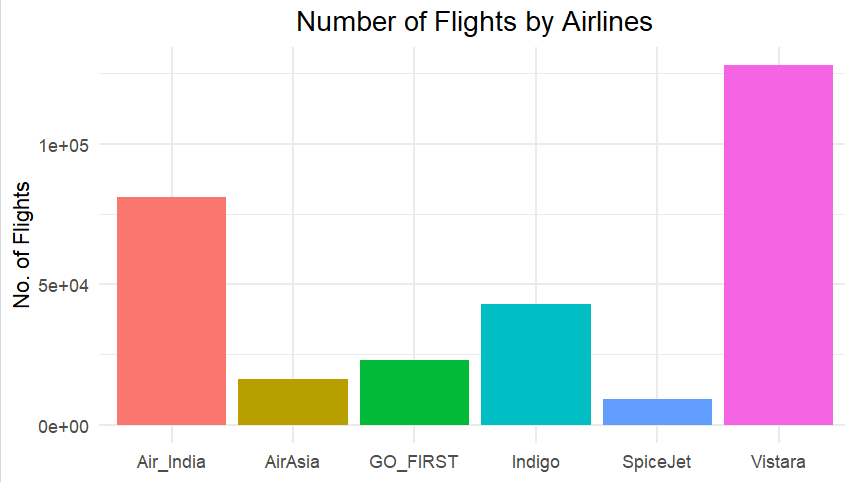 Number of Flights by Airlines
No. of Flights
1e+05
5e+04
0e+00
Air_India AirAsia GO_FIRST Indigo SpiceJet Vistara